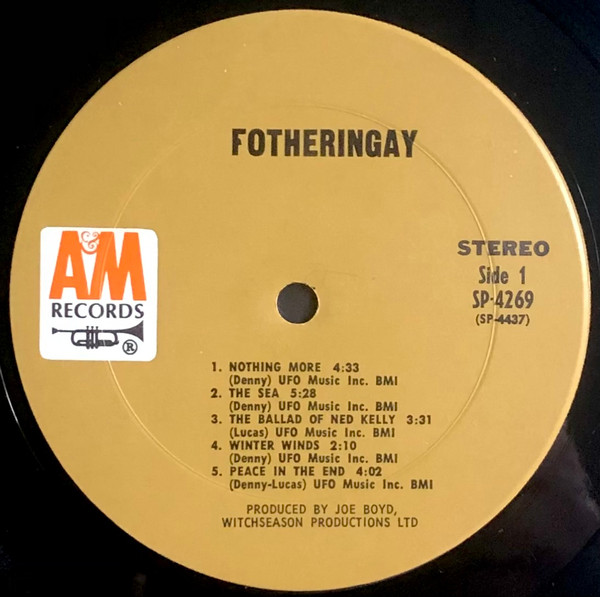 FOTHERINGAY
A&M
RECORDS
®
STEREO
Side 1
SP-4269
(SP-4437)
1. NOTHING MORE 4:33
(Denny) UFO Music Inc. BMI
2. THE SEA 5:28
(Denny) UFO Music Inc. BMI
3. THE BALLAD OF NED KELLY 3:31
(Lucas) UFO Music Inc. BMI
4. WINTER WINDS 2:10
(Denny) UFO Music Inc. BMI
5. PEACE IN THE END 4:02
(Denny-Lucas) UFO Music Inc. BMI
PRODUCED BY JOE BOYD,
WITCHSEASON PRODUCTIONS LTD